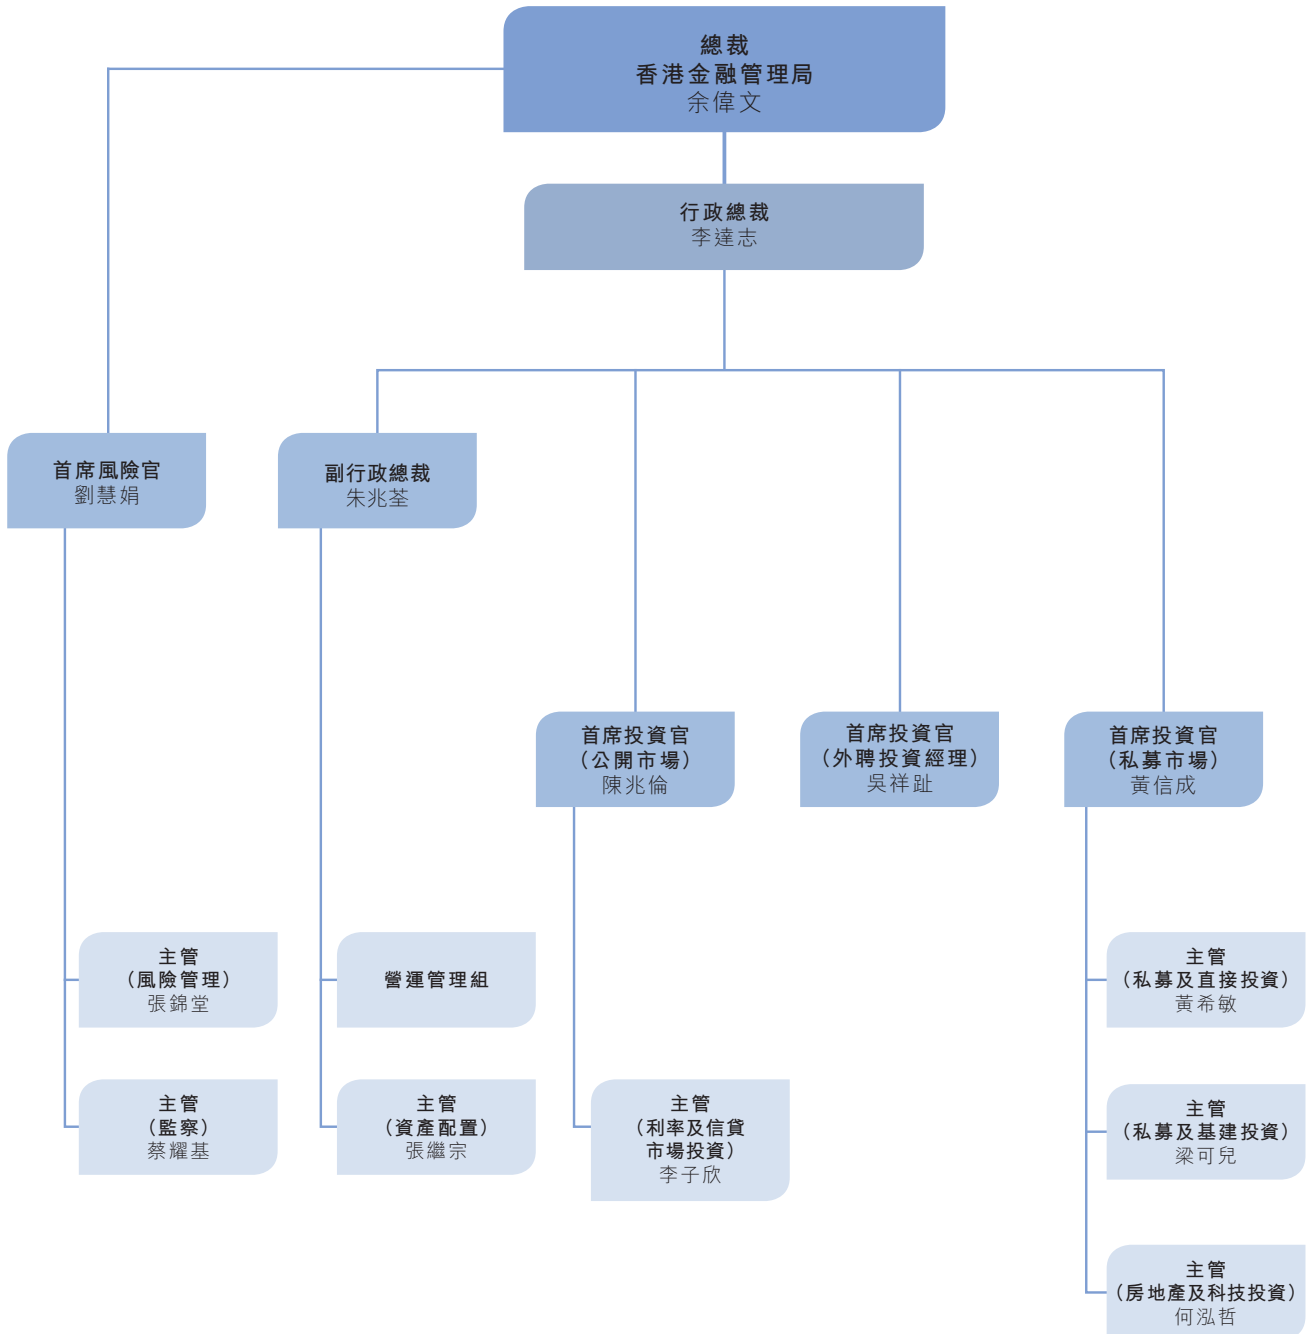 總裁
香港金融管理局
余偉文
行政總裁
李達志
首席風險官
劉慧娟
副行政總裁
朱兆荃
首席投資官
（公開市場）
陳兆倫
首席投資官
（外聘投資經理）
吳祥趾
首席投資官
（私募市場）
黃信成
主管
（風險管理）
張錦堂
營運管理組
主管
（私募及直接投資）
黃希敏
主管
（監察）
蔡耀基
主管
（資產配置）
張繼宗
主管
（利率及信貸
市場投資）
李子欣
主管
（私募及基建投資）
梁可兒
主管
（房地產及科技投資）
何泓哲